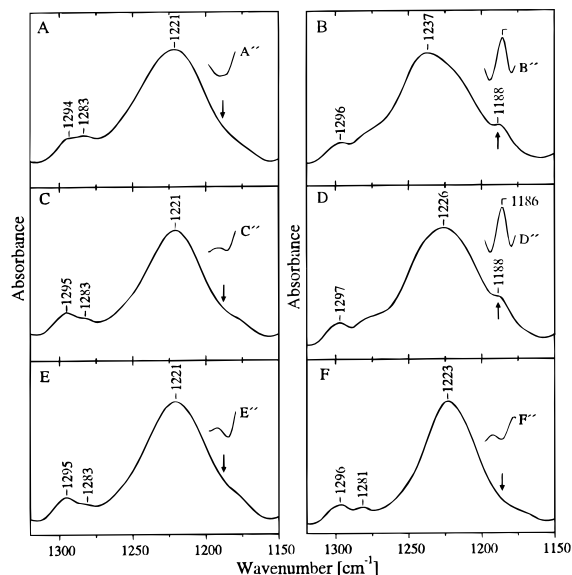 A
1221
A´´
1294
1283
B
1237
B´´
1188
1296
C
1221
C´´
1295
1283
D
1226
1186
D´´
1188
1297
E
1221
E´´
1295
1283
F
1223
F´´
1296
1281
Absorbance
Absorbance
1300 1250 1200 1150
1300 1250 1200 1150
Wavenumber [cm⁻¹]